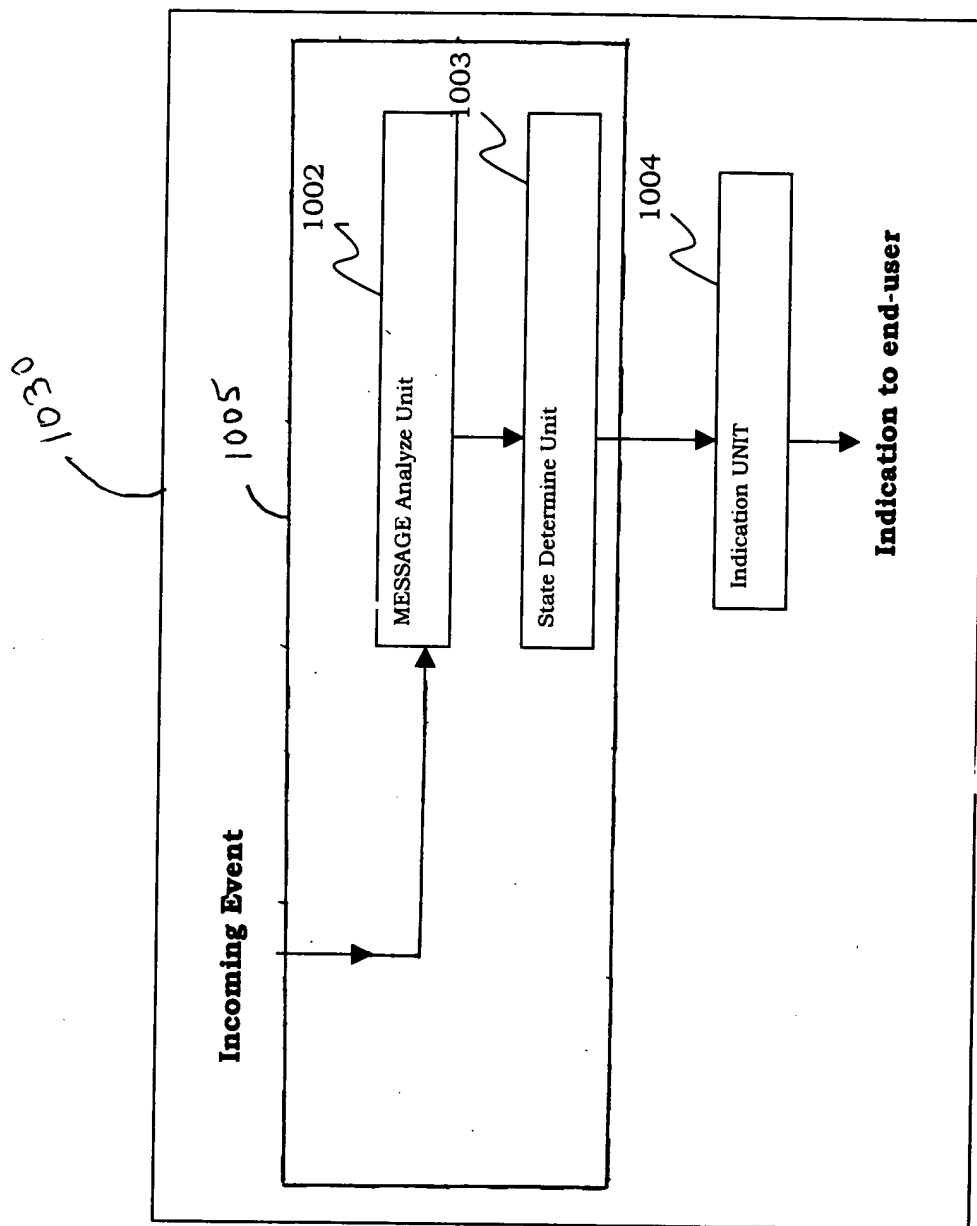 1030
1005
Incoming Event
1002
MESSAGE Analyze Unit
1003
State Determine Unit
1004
Indication UNIT
Indication to end-user